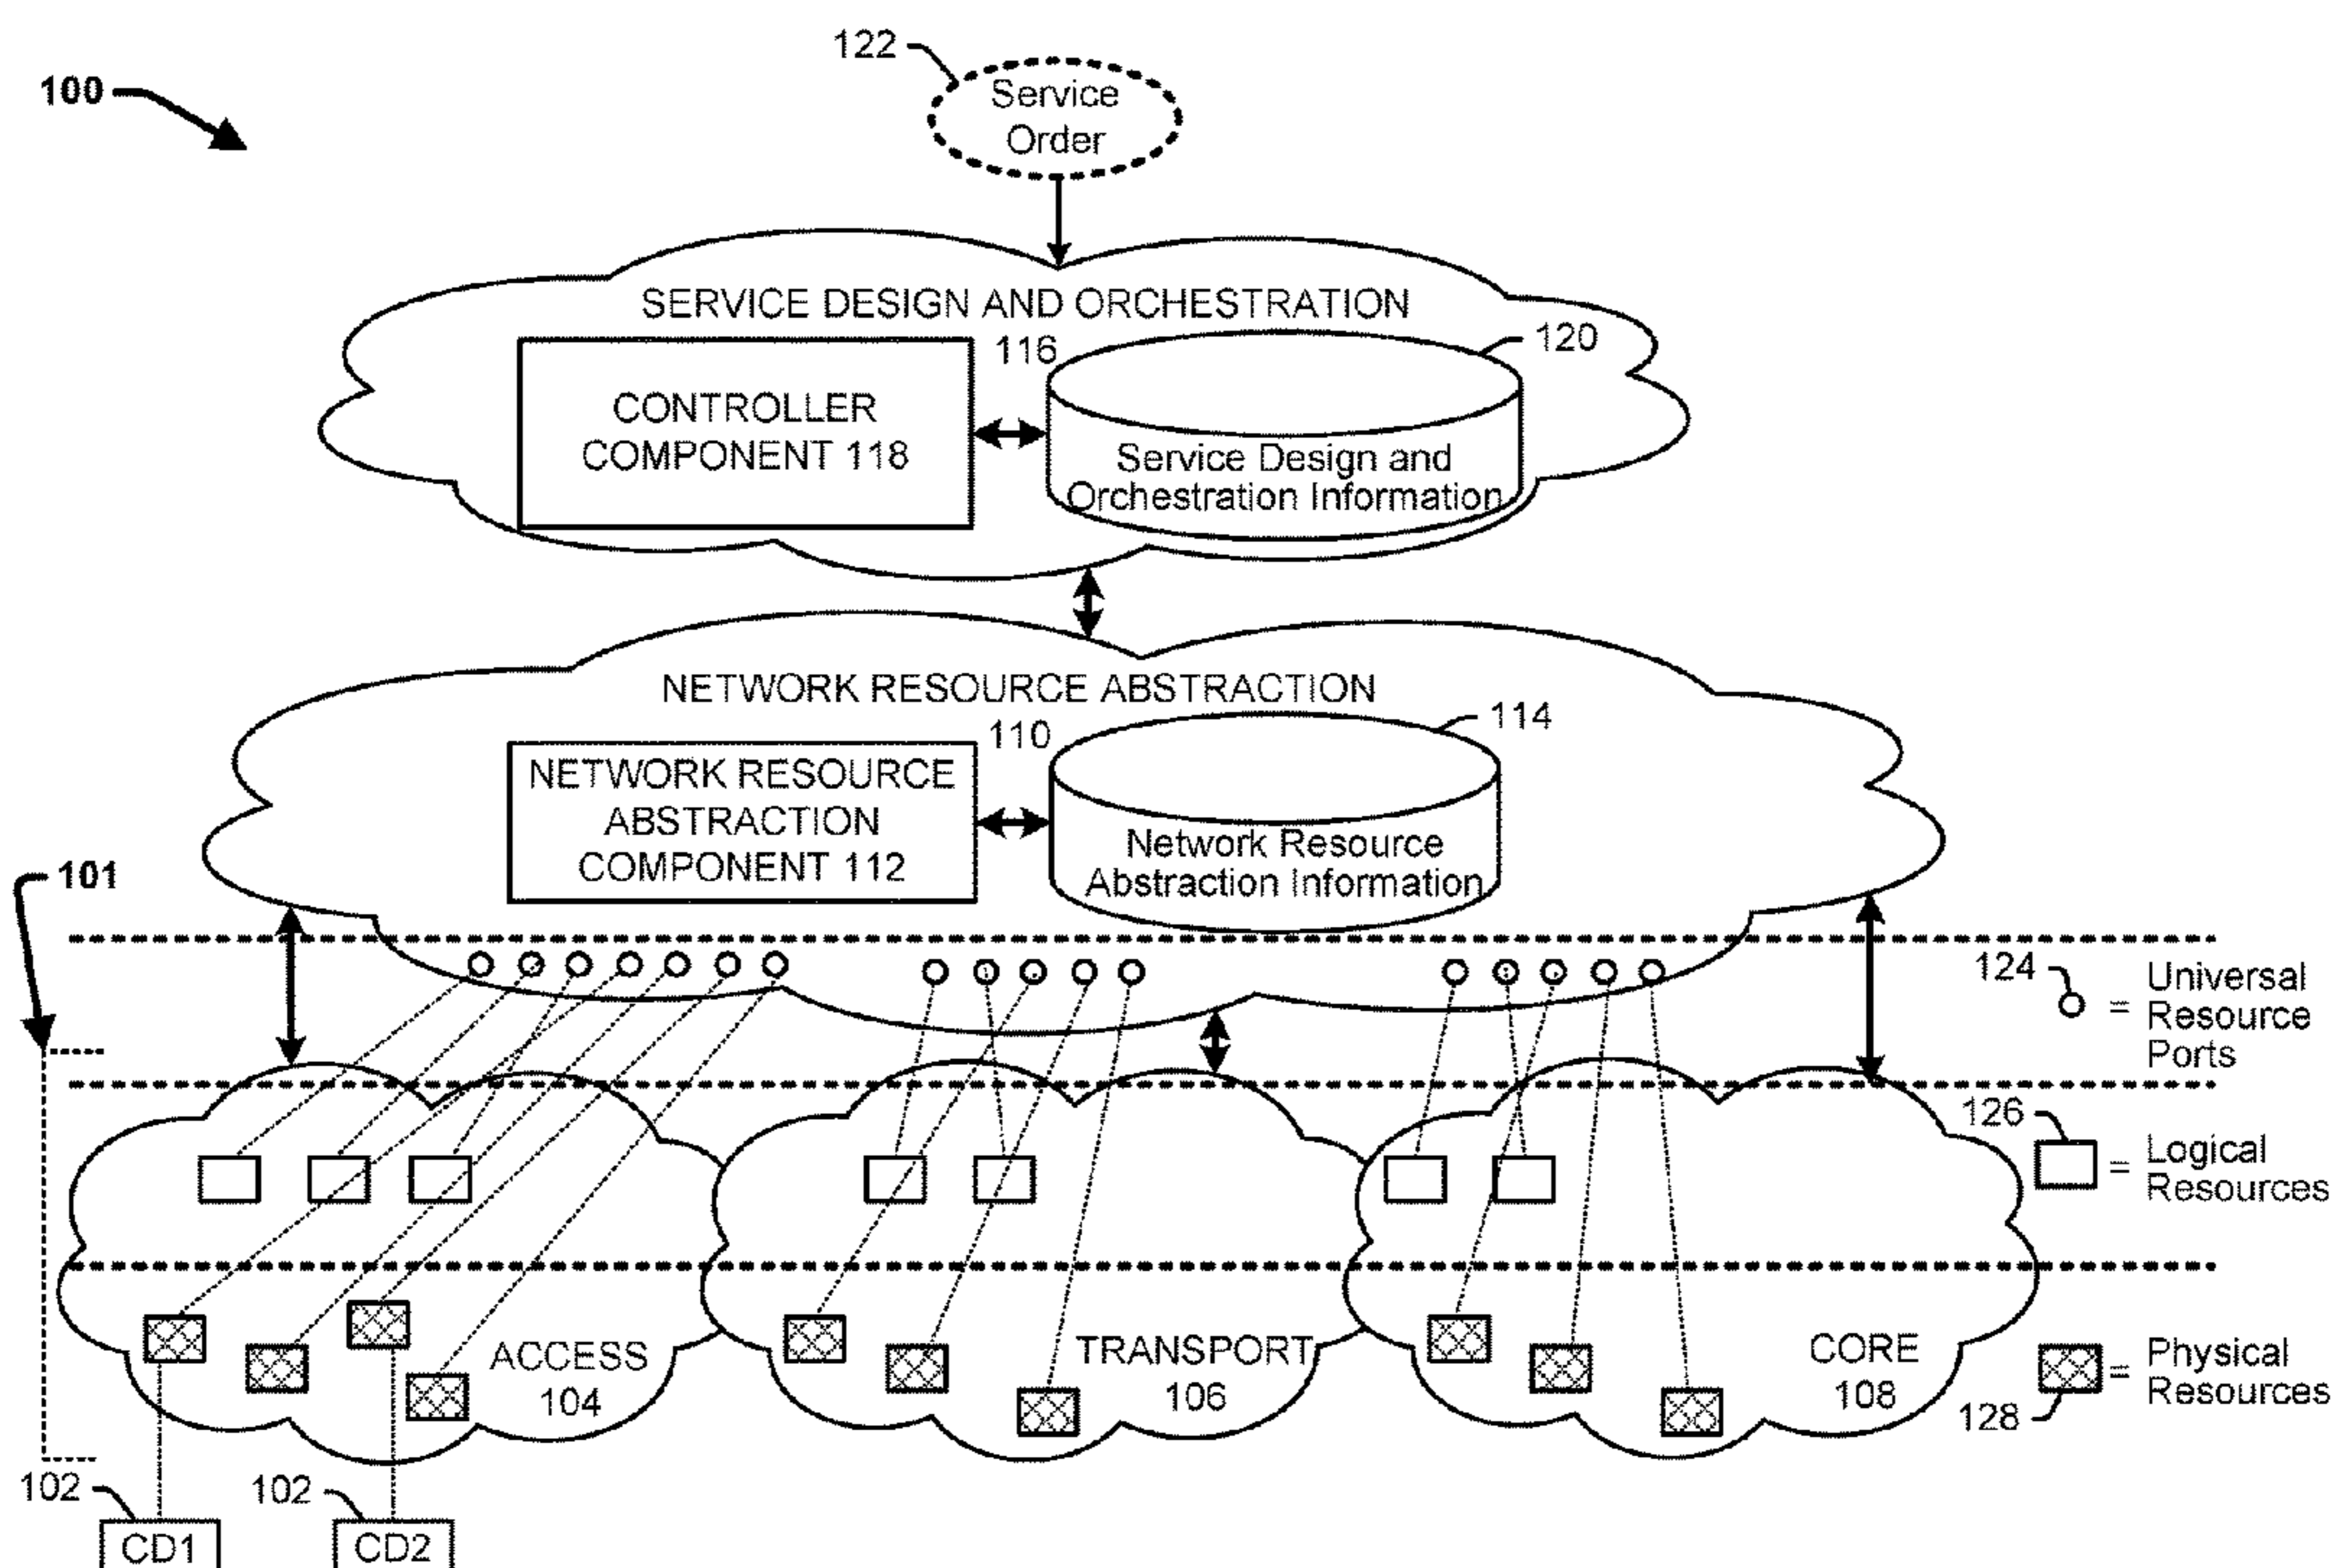 122
Service
Order
100
SERVICE DESIGN AND ORCHESTRATION
116
120
CONTROLLER
COMPONENT 118
Service Design and
Orchestration Information
NETWORK RESOURCE ABSTRACTION
110
114
NETWORK RESOURCE
ABSTRACTION
COMPONENT 112
Network Resource
Abstraction Information
101
124
= Universal
Resource
Ports
126
= Logical
Resources
ACCESS
104
TRANSPORT
106
CORE
108
= Physical
Resources
128
102
102
CD1
CD2